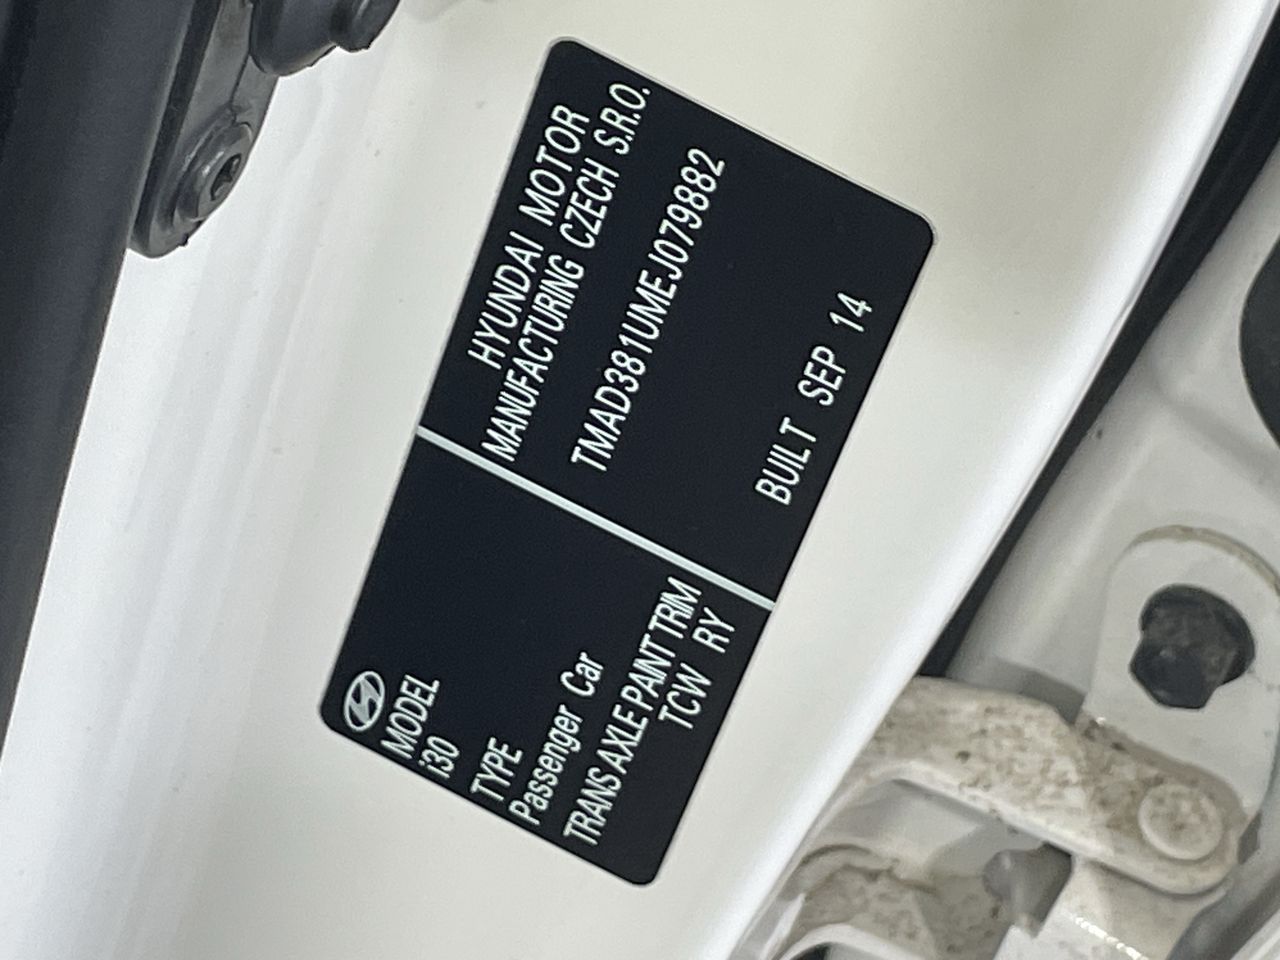 MODEL
i30
TYPE
Passenger Car
TRANS AXLE PAINT TRIM
TCW RY
HYUNDAI MOTOR
MANUFACTURING CZECH S.R.O.
TMAD381UMEJ079882
BUILT SEP 14